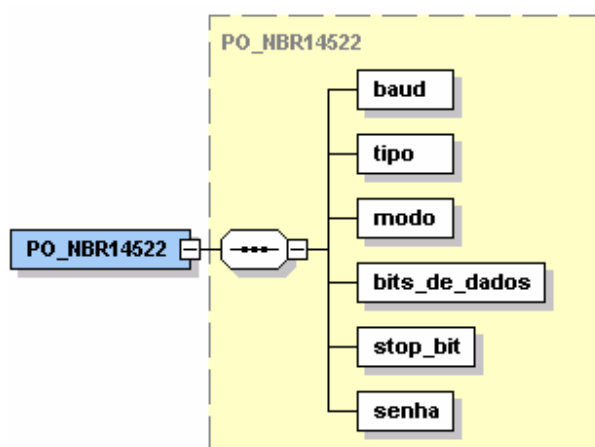 PO_NBR14522
baud
tipo
modo
PO_NBR14522
bits_de_dados
stop_bit
senha